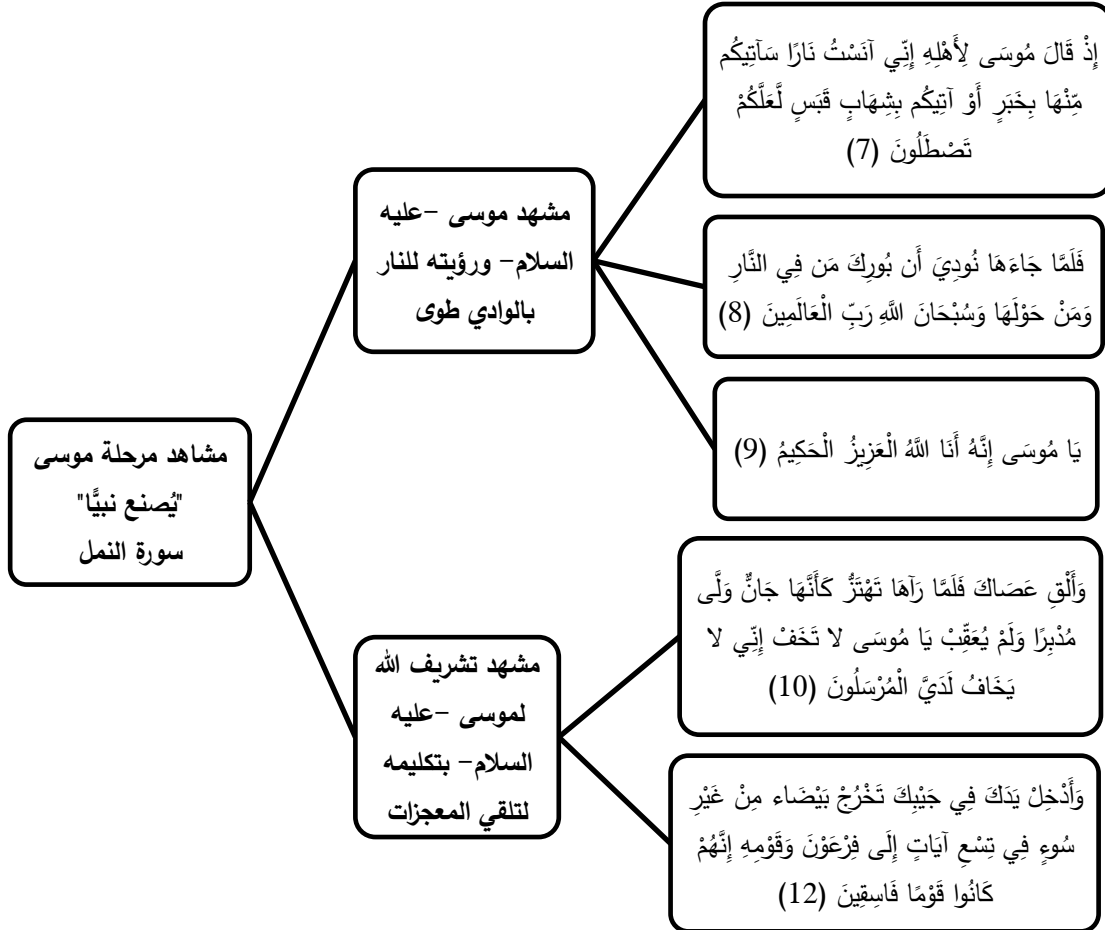 مشاهد مرحلة موسى
"يُصنع نبيًّا"
سورة النمل
مشهد موسى -عليه
السلام- ورؤيته للنار
بالوادي طوى
إِذْ قَالَ مُوسَى لِأَهْلِهِ إِنِّي آنَسْتُ نَارًا سَآتِيكُم
مِّنْهَا بِخَبَرٍ أَوْ آتِيكُم بِشِهَابٍ قَبَسٍ لَّعَلَّكُمْ
تَصْطَلُونَ (7)
فَلَمَّا جَاءَهَا نُودِيَ أَن بُورِكَ مَن فِي النَّارِ
وَمَنْ حَوْلَهَا وَسُبْحَانَ اللَّهِ رَبِّ الْعَالَمِينَ (8)
يَا مُوسَى إِنَّهُ أَنَا اللَّهُ الْعَزِيزُ الْحَكِيمُ (9)
مشهد تشريف الله
لموسى -عليه
السلام- بتكليمه
لتلقي المعجزات
وَأَلْقِ عَصَاكَ فَلَمَّا رَآهَا تَهْتَزُّ كَأَنَّهَا جَانٌّ وَلَّى
مُدْبِرًا وَلَمْ يُعَقِّبْ يَا مُوسَى لا تَخَفْ إِنِّي لا
يَخَافُ لَدَيَّ الْمُرْسَلُونَ (10)
وَأَدْخِلْ يَدَكَ فِي جَيْبِكَ تَخْرُجْ بَيْضَاء مِنْ غَيْرِ
سُوءٍ فِي تِسْعِ آيَاتٍ إِلَى فِرْعَوْنَ وَقَوْمِهِ إِنَّهُمْ
كَانُوا قَوْمًا فَاسِقِينَ (12)